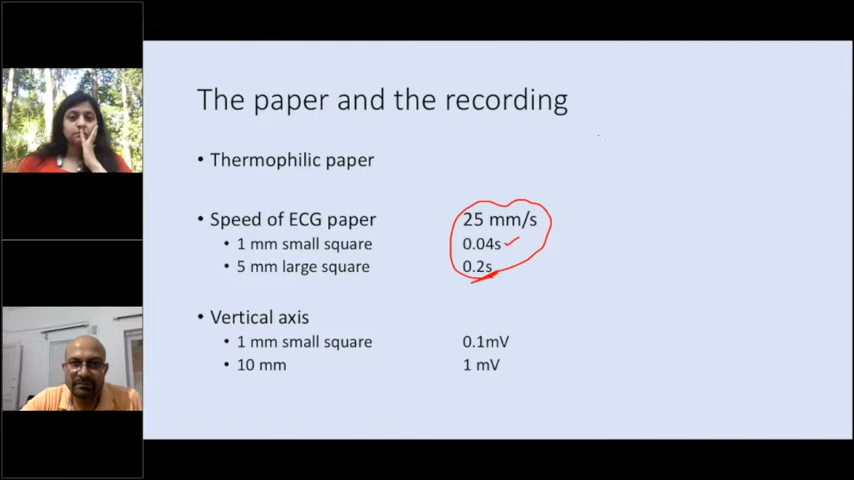 The paper and the recording
• Thermophilic paper
• Speed of ECG paper 25 mm/s
• 1 mm small square 0.04s
• 5 mm large square 0.2s
• Vertical axis
• 1 mm small square 0.1mV
• 10 mm 1 mV